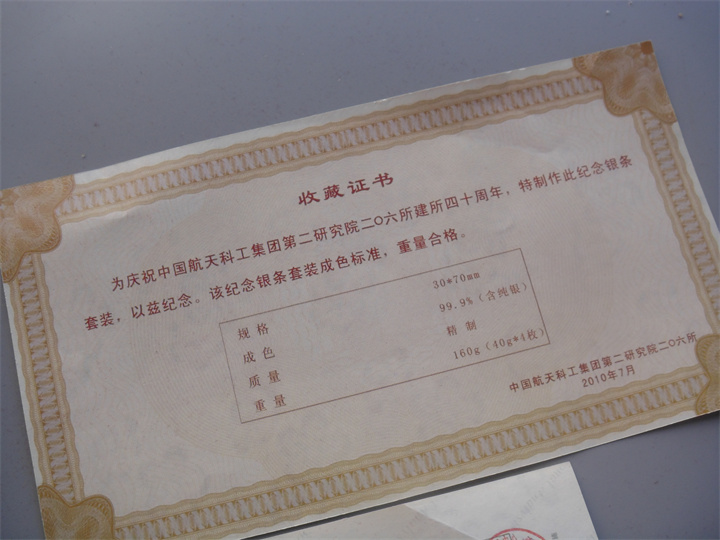 收藏证书
为庆祝中国航天科工集团第二研究院二〇六所建所四十周年，特制作此纪念银条
套装，以兹纪念。该纪念银条套装成色标准，重量合格。
规格 30*70mm
成色 99.9%（含纯银）
质量 精制
重量 160g（40g*4枚）
中国航天科工集团第二研究院二〇六所
2010年7月